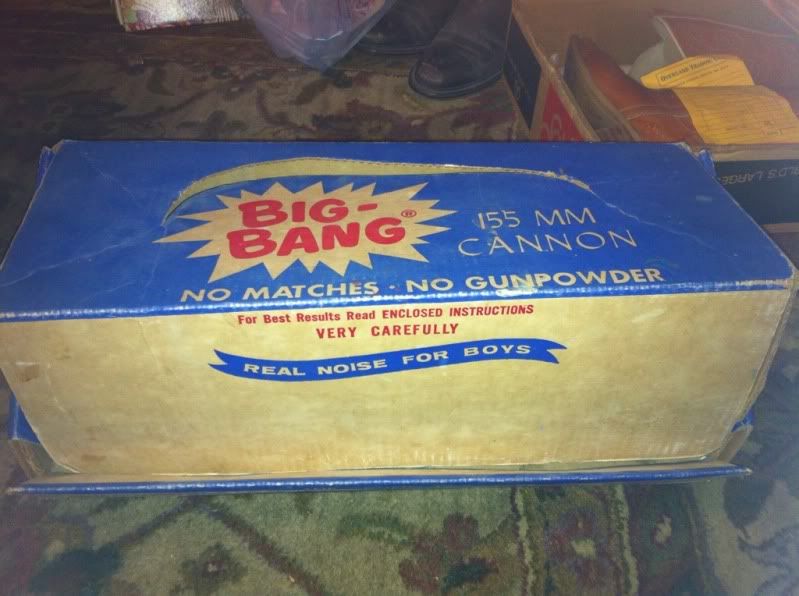 BIG-
BANG®
155 MM
CANNON
NO MATCHES · NO GUNPOWDER
For Best Results Read ENCLOSED INSTRUCTIONS
VERY CAREFULLY
REAL NOISE FOR BOYS